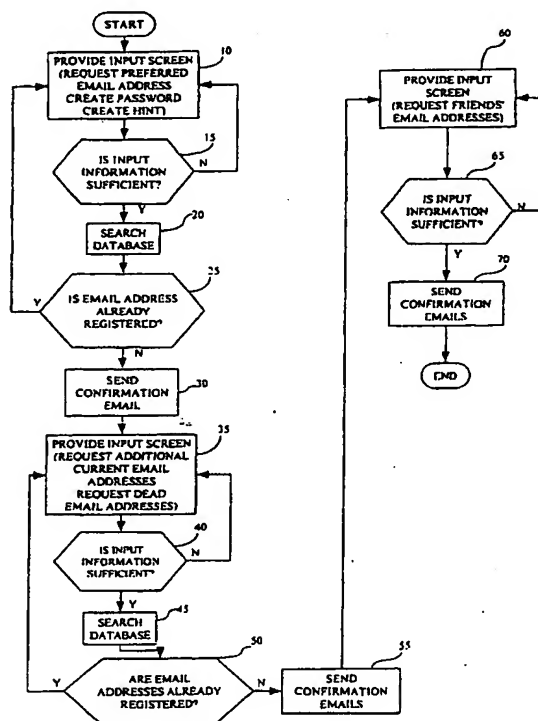 START
10
PROVIDE INPUT SCREEN
(REQUEST PREFERRED
EMAIL ADDRESS
CREATE PASSWORD
CREATE HINT)
15
IS INPUT
INFORMATION
SUFFICIENT?
N
Y
20
SEARCH
DATABASE
25
IS EMAIL ADDRESS
ALREADY
REGISTERED?
Y
N
SEND
CONFIRMATION
EMAIL
30
35
PROVIDE INPUT SCREEN
(REQUEST ADDITIONAL
CURRENT EMAIL
ADDRESSES
REQUEST DEAD
EMAIL ADDRESSES)
40
IS INPUT
INFORMATION
SUFFICIENT?
N
Y
45
SEARCH
DATABASE
50
ARE EMAIL
ADDRESSES ALREADY
REGISTERED?
Y
N
55
SEND
CONFIRMATION
EMAILS
60
PROVIDE INPUT
SCREEN
(REQUEST FRIENDS'
EMAIL ADDRESSES)
65
IS INPUT
INFORMATION
SUFFICIENT?
N
Y
70
SEND
CONFIRMATION
EMAILS
END